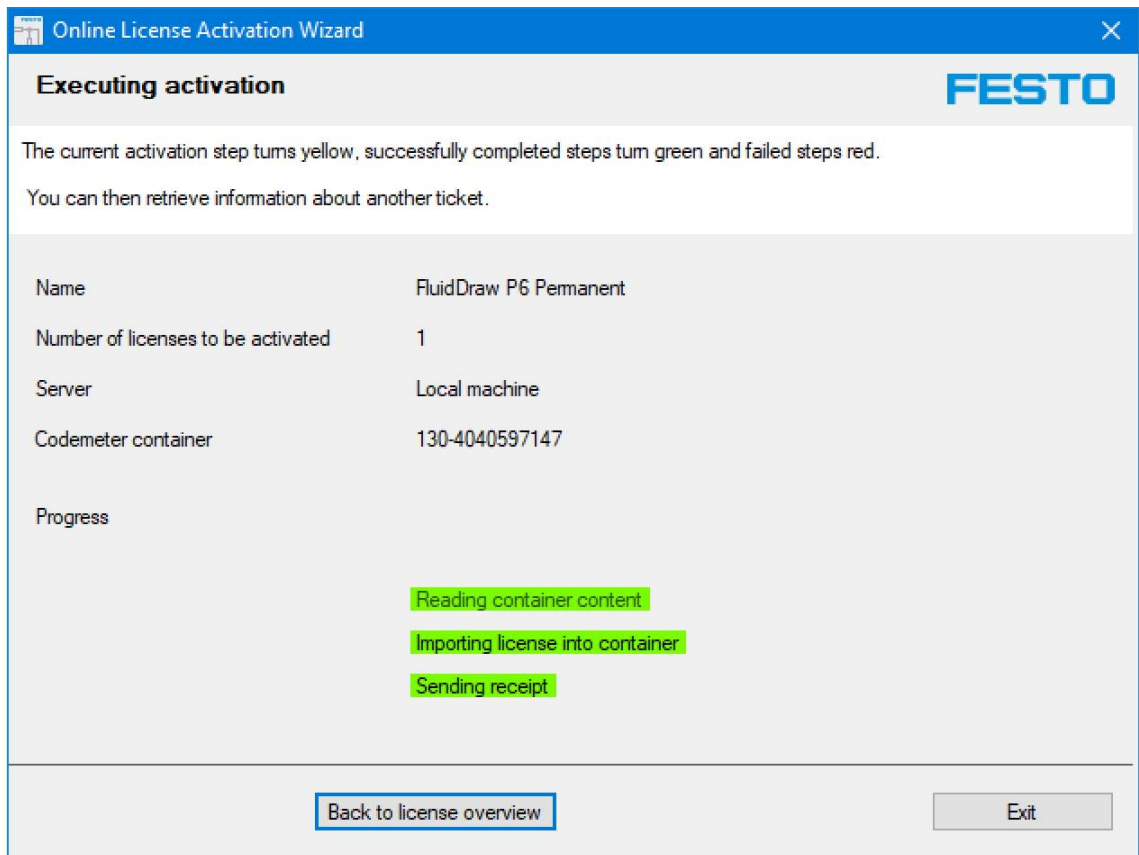 Online License Activation Wizard
Executing activation
FESTO
The current activation step turns yellow, successfully completed steps turn green and failed steps red.
You can then retrieve information about another ticket.
Name FluidDraw P6 Permanent
Number of licenses to be activated 1
Server Local machine
Codemeter container 130-4040597147
Progress
Reading container content
Importing license into container
Sending receipt
Back to license overview Exit